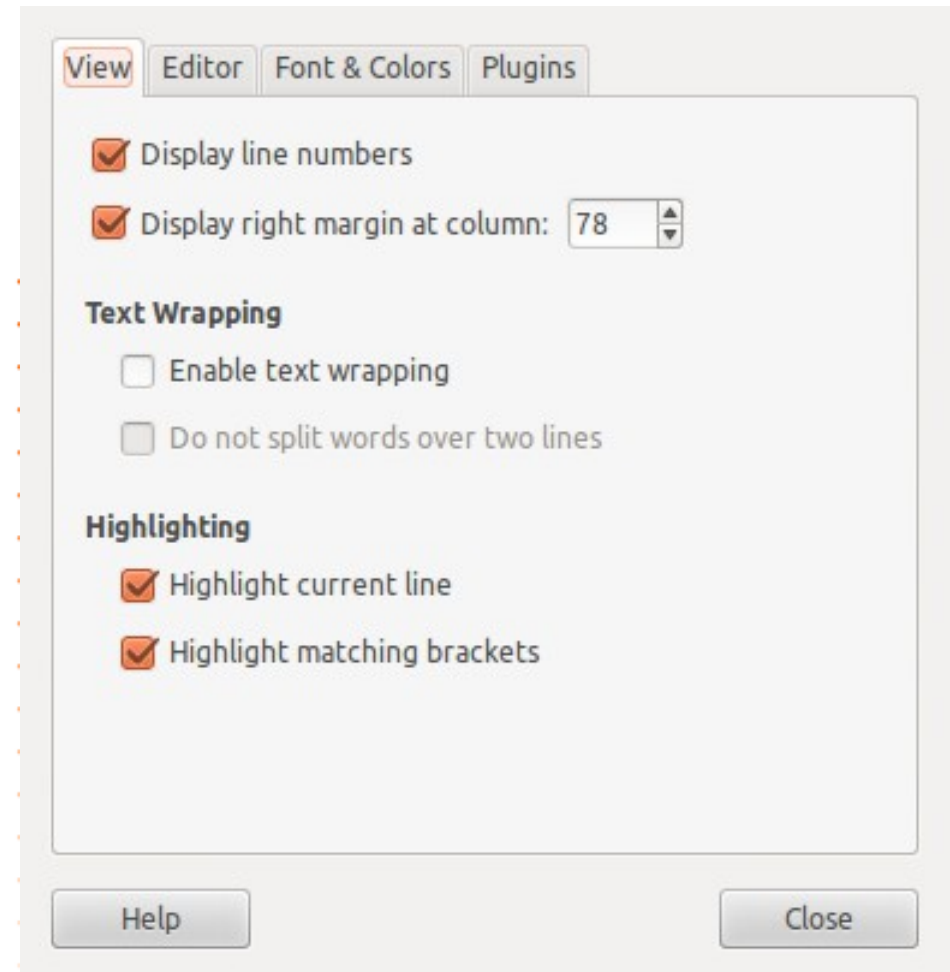 View Editor Font & Colors Plugins
Display line numbers
Display right margin at column: 78
Text Wrapping
Enable text wrapping
Do not split words over two lines
Highlighting
Highlight current line
Highlight matching brackets
Help Close